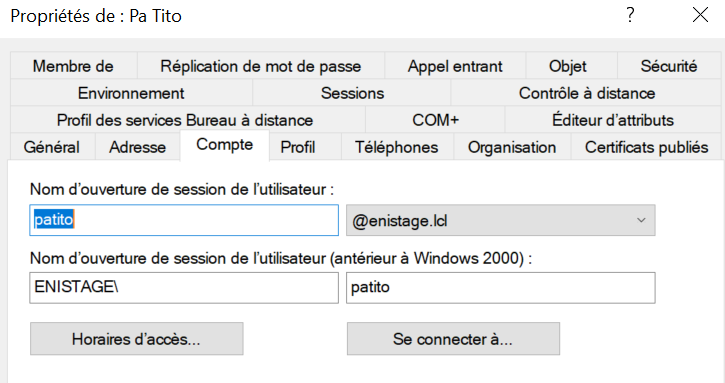 Propriétés de : Pa Tito ? ×
Membre de Réplication de mot de passe Appel entrant Objet Sécurité
Environnement Sessions Contrôle à distance
Profil des services Bureau à distance COM+ Éditeur d'attributs
Général Adresse Compte Profil Téléphones Organisation Certificats publiés
Nom d'ouverture de session de l'utilisateur :
patito @enistage.lcl
Nom d'ouverture de session de l'utilisateur (antérieur à Windows 2000) :
ENISTAGE\ patito
Horaires d'accès... Se connecter à...